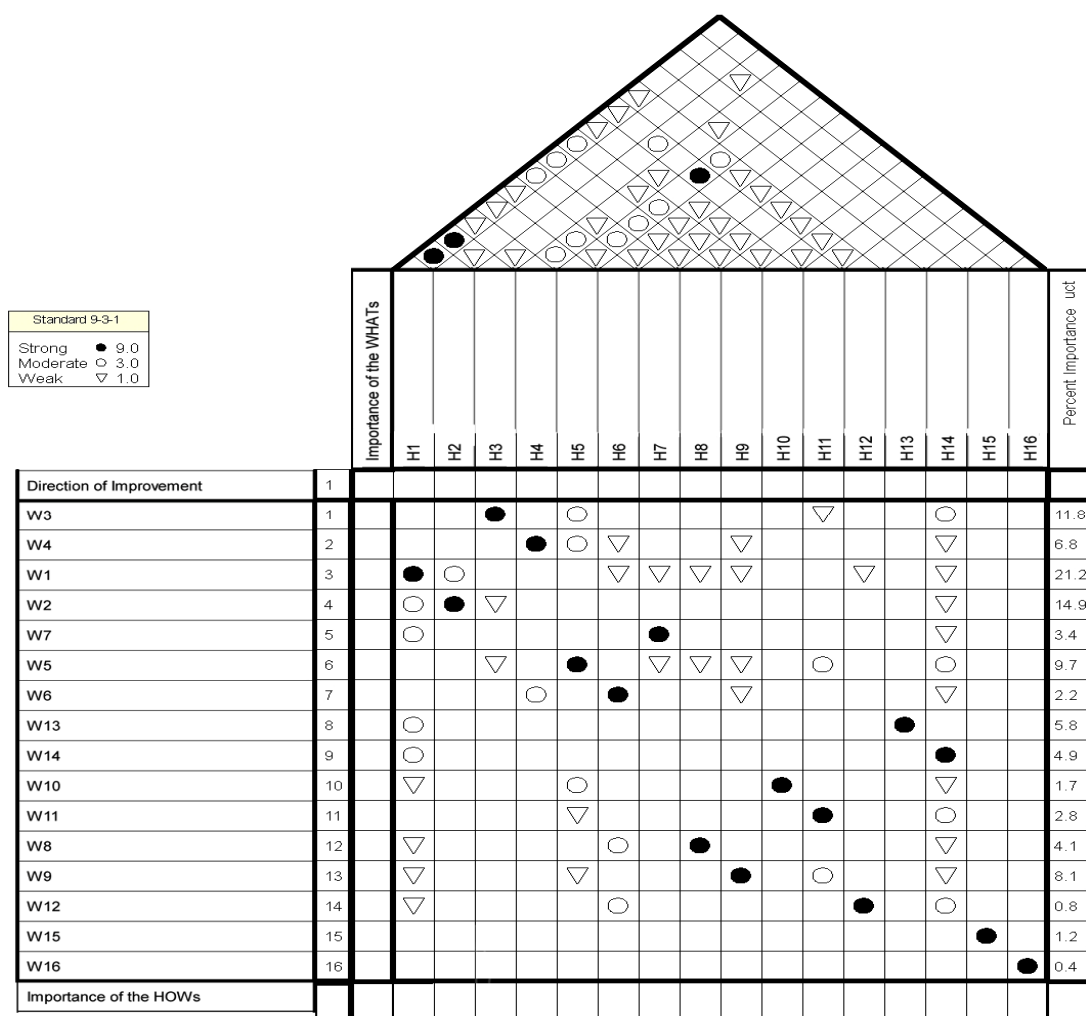 Standard 9-3-1
Strong ● 9.0
Moderate ○ 3.0
Weak ▽ 1.0
Importance of the WHATs
H1 H2 H3 H4 H5 H6 H7 H8 H9 H10 H11 H12 H13 H14 H15 H16
Percent Importance uct
Direction of Improvement 1
W3 1 11.8
W4 2 6.8
W1 3 21.2
W2 4 14.9
W7 5 3.4
W5 6 9.7
W6 7 2.2
W13 8 5.8
W14 9 4.9
W10 10 1.7
W11 11 2.8
W8 12 4.1
W9 13 8.1
W12 14 0.8
W15 15 1.2
W16 16 0.4
Importance of the HOWs